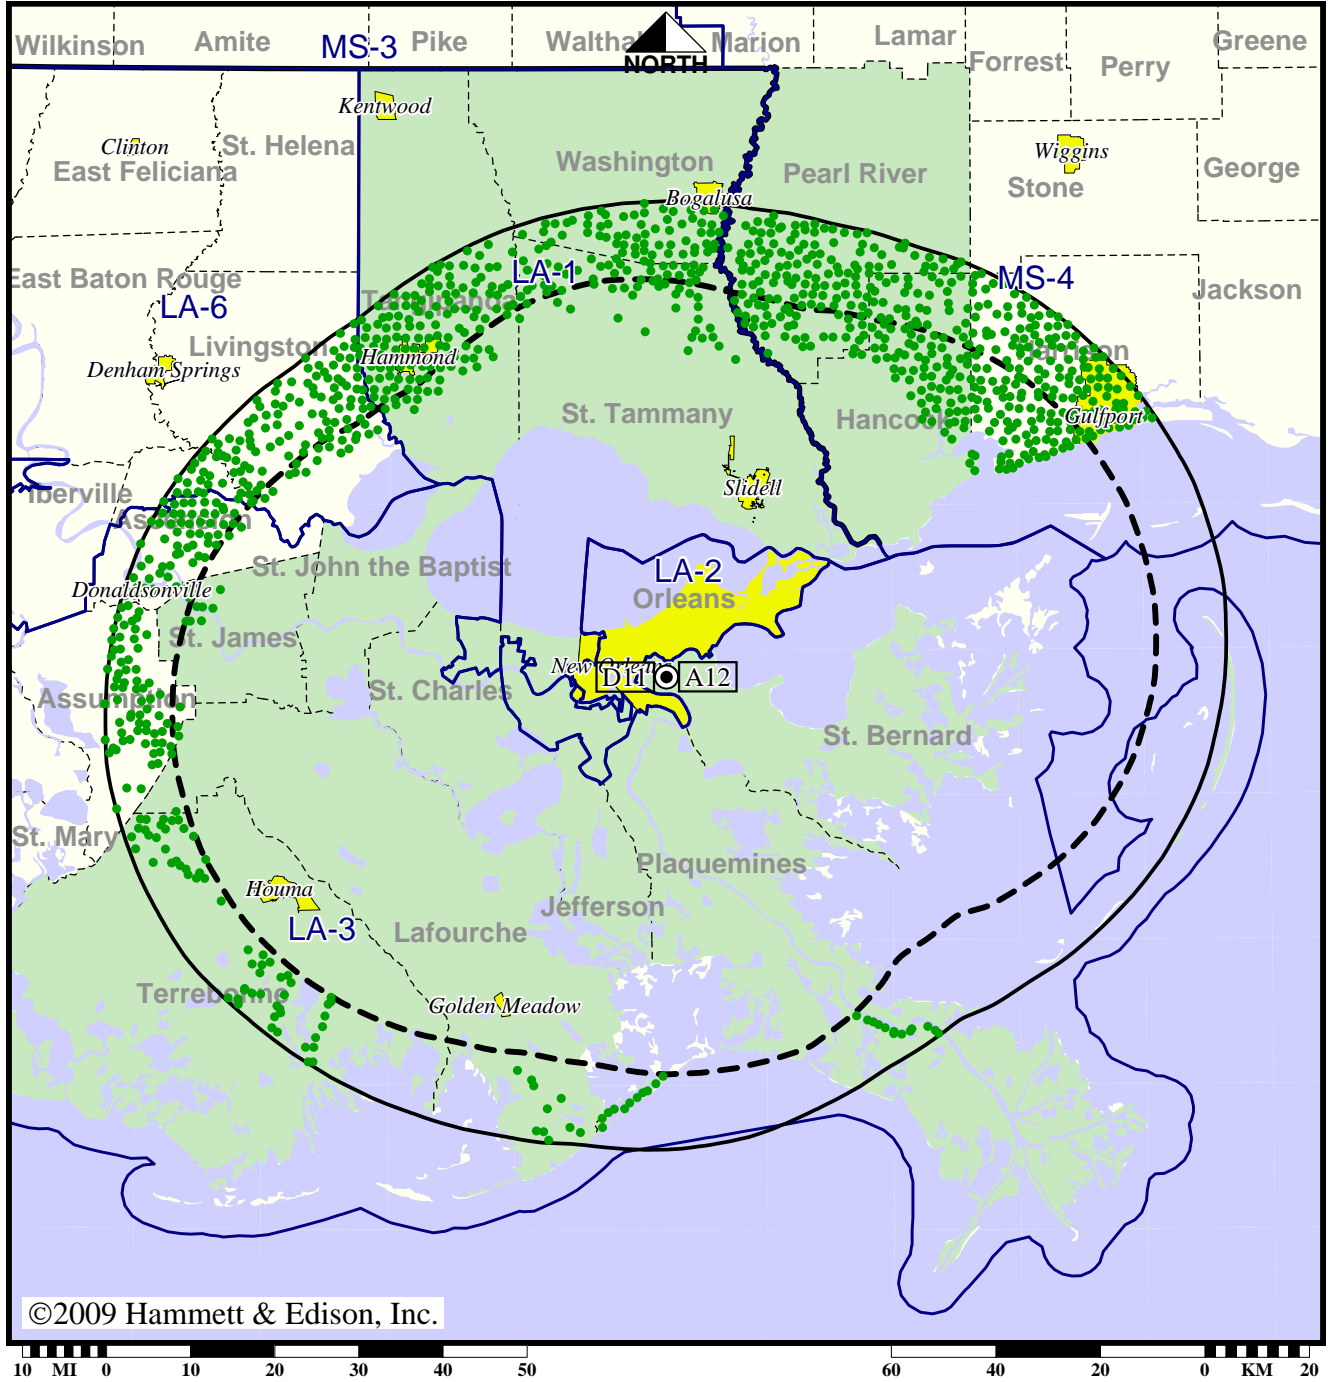 Wilkinson
Amite
MS-3
Pike
Walthall
Marion
Lamar
Greene
NORTH
Forrest
Perry
Kentwood
Clinton
St. Helena
East Feliciana
Washington
Pearl River
Wiggins
Stone
George
Bogalusa
East Baton Rouge
LA-1
MS-4
Jackson
LA-6
Tangipahoa
Livingston
Hammond
Harrison
Denham Springs
St. Tammany
Hancock
Gulfport
Iberville
Slidell
Ascension
St. John the Baptist
LA-2
Donaldsonville
Orleans
St. James
New Orleans
D11
A12
Assumption
St. Charles
St. Bernard
St. Mary
Plaquemines
Houma
Jefferson
LA-3
Lafourche
Terrebonne
Golden Meadow
©2009 Hammett & Edison, Inc.
10 MI 0 10 20 30 40 50
60 40 20 0 KM 20